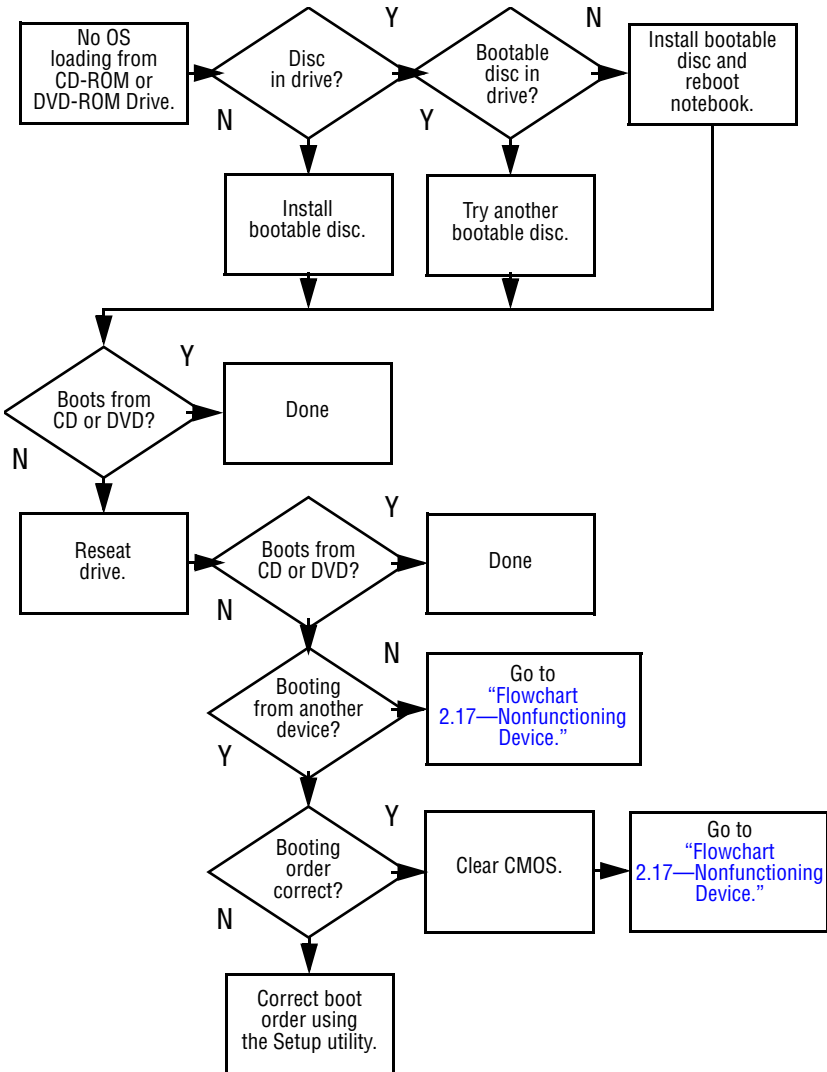 No OS
loading from
CD-ROM or
DVD-ROM Drive.
Disc
in drive?
Y
N
Bootable
disc in
drive?
N
Y
Install bootable
disc and
reboot
notebook.
Install
bootable disc.
Try another
bootable disc.
Boots from
CD or DVD?
Y
N
Done
Reseat
drive.
Boots from
CD or DVD?
Y
N
Done
Booting
from another
device?
N
Y
Go to
“Flowchart
2.17—Nonfunctioning
Device.”
Booting
order
correct?
Y
N
Clear CMOS.
Go to
“Flowchart
2.17—Nonfunctioning
Device.”
Correct boot
order using
the Setup utility.